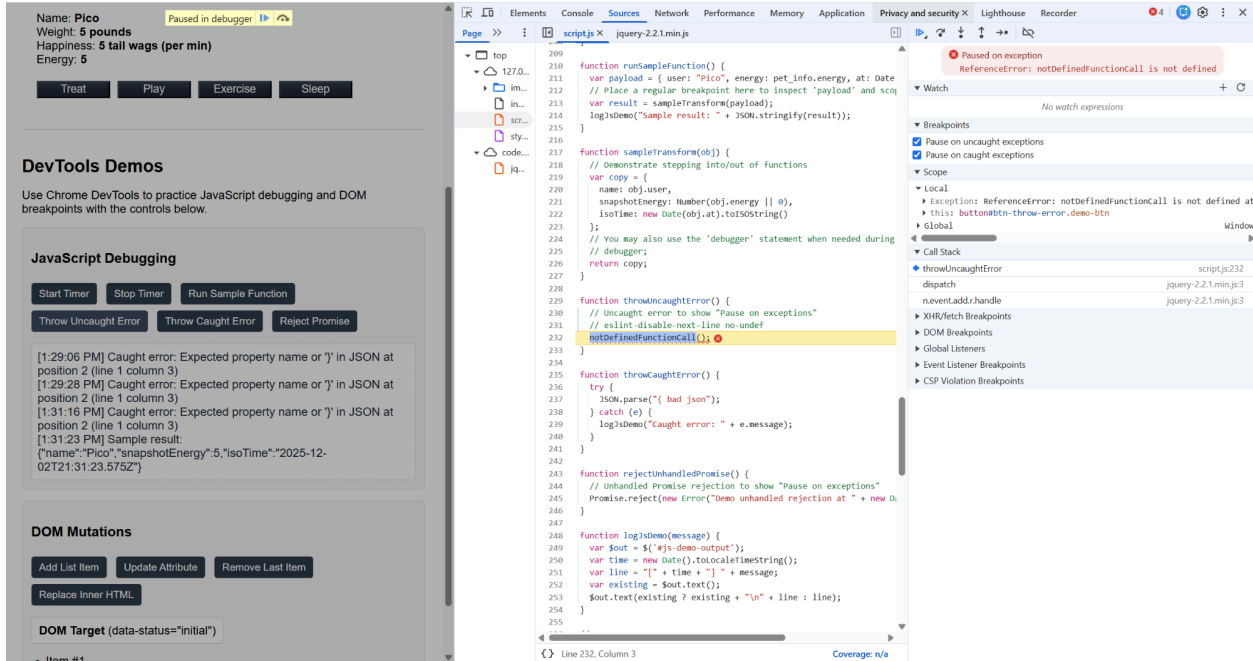 Name: Pico
Paused in debugger
Weight: 5 pounds
Happiness: 5 tail wags (per min)
Energy: 5
Treat Play Exercise Sleep
DevTools Demos
Use Chrome DevTools to practice JavaScript debugging and DOM
breakpoints with the controls below.
JavaScript Debugging
Start Timer Stop Timer Run Sample Function
Throw Uncaught Error Throw Caught Error Reject Promise
[1:29:06 PM] Caught error: Expected property name or '}' in JSON at
position 2 (line 1 column 3)
[1:29:28 PM] Caught error: Expected property name or '}' in JSON at
position 2 (line 1 column 3)
[1:31:16 PM] Caught error: Expected property name or '}' in JSON at
position 2 (line 1 column 3)
[1:31:23 PM] Sample result:
{"name":"Pico","snapshotEnergy":5,"isoTime":"2025-12-
02T21:31:23.575Z"}
DOM Mutations
Add List Item Update Attribute Remove Last Item
Replace Inner HTML
DOM Target (data-status="initial")
Item #1
Elements Console Sources Network Performance Memory Application Privacy and security × Lighthouse Recorder 4
Page script.js × jquery-2.2.1.min.js
top
127.0...
im...
in...
scr...
sty...
code....
jq...
209
210 function runSampleFunction() {
211 var payload = { user: "Pico", energy: pet_info.energy, at: Date
212 // Place a regular breakpoint here to inspect 'payload' and scop
213 var result = sampleTransform(payload);
214 logJsDemo("Sample result: " + JSON.stringify(result));
215 }
216
217 function sampleTransform(obj) {
218 // Demonstrate stepping into/out of functions
219 var copy = {
220 name: obj.user,
221 snapshotEnergy: Number(obj.energy || 0),
222 isoTime: new Date(obj.at).toISOString()
223 };
224 // You may also use the 'debugger' statement when needed during
225 // debugger;
226 return copy;
227 }
228
229 function throwUncaughtError() {
230 // Uncaught error to show "Pause on exceptions"
231 // eslint-disable-next-line no-undef
232 notDefinedFunctionCall();
233 }
234
235 function throwCaughtError() {
236 try {
237 JSON.parse("{ bad json");
238 } catch (e) {
239 logJsDemo("Caught error: " + e.message);
240 }
241 }
242
243 function rejectUnhandledPromise() {
244 // Unhandled Promise rejection to show "Pause on exceptions"
245 Promise.reject(new Error("Demo unhandled rejection at " + new Da
246 }
247
248 function logJsDemo(message) {
249 var $out = $('#js-demo-output');
250 var time = new Date().toLocaleTimeString();
251 var line = "[" + time + "] " + message;
252 var existing = $out.text();
253 $out.text(existing ? existing + "\n" + line : line);
254 }
255
{} Line 232, Column 3 Coverage: n/a
Paused on exception
ReferenceError: notDefinedFunctionCall is not defined
Watch
No watch expressions
Breakpoints
Pause on uncaught exceptions
Pause on caught exceptions
Scope
Local
Exception: ReferenceError: notDefinedFunctionCall is not defined at
this: button#btn-throw-error.demo-btn
Global Window
Call Stack
throwUncaughtError script.js:232
dispatch jquery-2.2.1.min.js:3
n.event.add.r.handle jquery-2.2.1.min.js:3
XHR/fetch Breakpoints
DOM Breakpoints
Global Listeners
Event Listener Breakpoints
CSP Violation Breakpoints